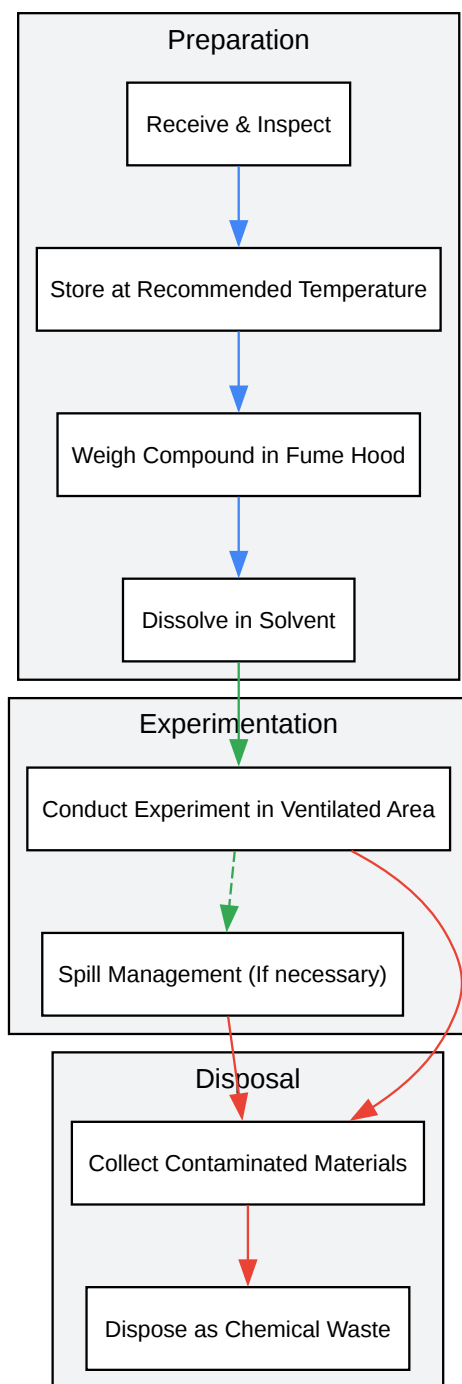 Preparation
Receive & Inspect
Store at Recommended Temperature
Weigh Compound in Fume Hood
Dissolve in Solvent
Experimentation
Conduct Experiment in Ventilated Area
Spill Management (If necessary)
Disposal
Collect Contaminated Materials
Dispose as Chemical Waste